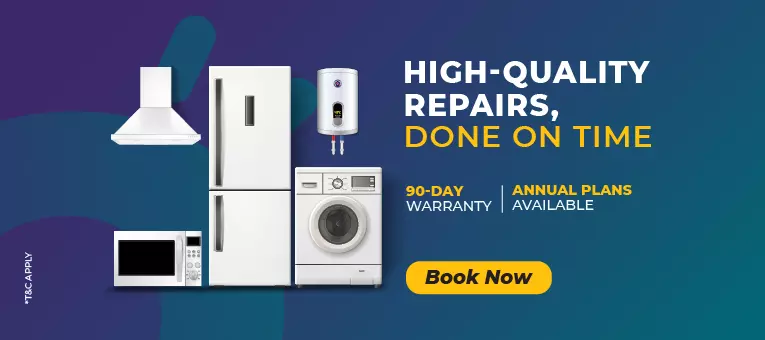 HIGH-QUALITY
REPAIRS,
DONE ON TIME
90-DAY
WARRANTY
ANNUAL PLANS
AVAILABLE
Book Now
*T&C APPLY